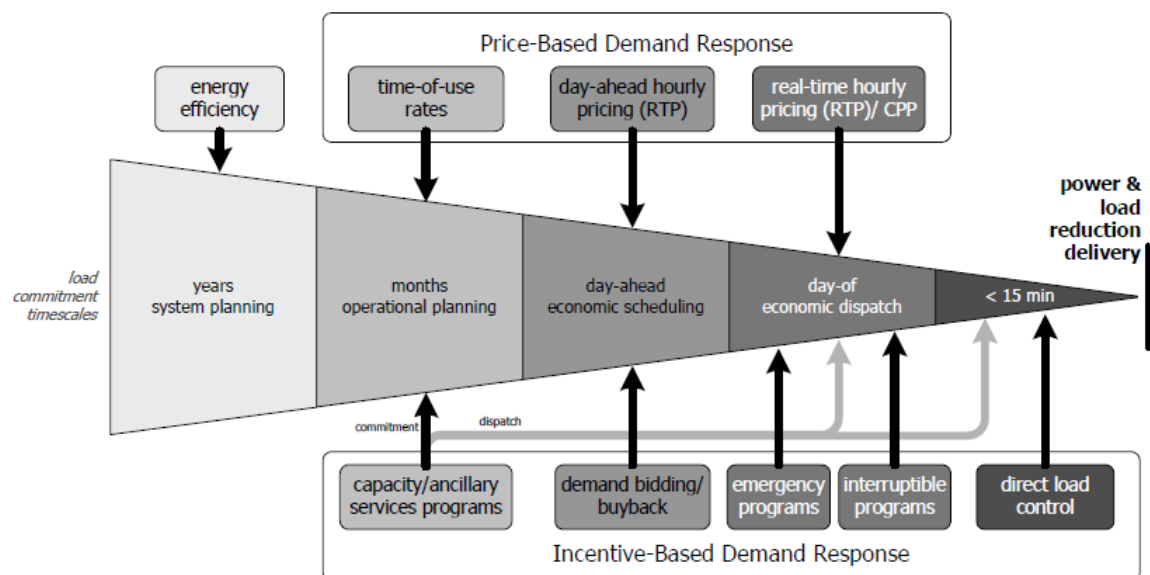 Price-Based Demand Response
energy
efficiency
time-of-use
rates
day-ahead hourly
pricing (RTP)
real-time hourly
pricing (RTP)/ CPP
power &
load
reduction
delivery
load
commitment
timescales
years
system planning
months
operational planning
day-ahead
economic scheduling
day-of
economic dispatch
< 15 min
commitment
dispatch
capacity/ancillary
services programs
demand bidding/
buyback
emergency
programs
interruptible
programs
direct load
control
Incentive-Based Demand Response